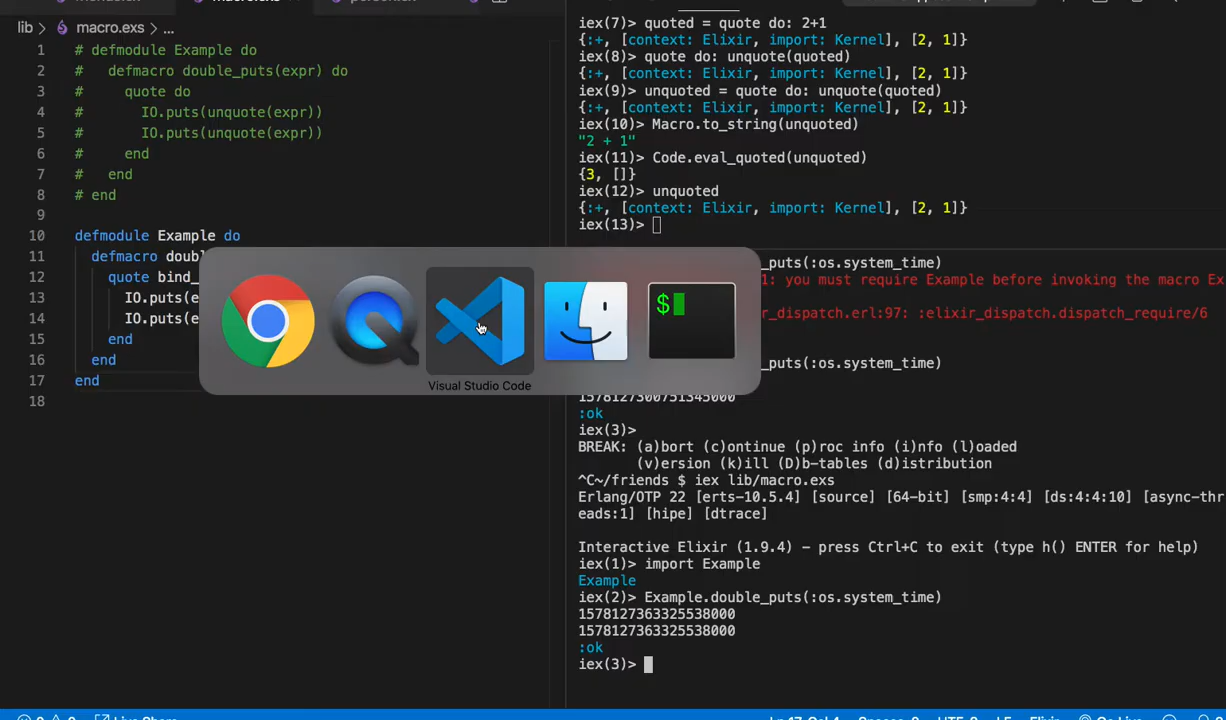 lib > macro.exs > ...
1 # defmodule Example do
2 #   defmacro double_puts(expr) do
3 #     quote do
4 #       IO.puts(unquote(expr))
5 #       IO.puts(unquote(expr))
6 #     end
7 #   end
8 # end
9
10 defmodule Example do
11   defmacro doub
12     quote bind_
13       IO.puts(e
14       IO.puts(e
15     end
16   end
17 end
18
iex(7)> quoted = quote do: 2+1
{:+, [context: Elixir, import: Kernel], [2, 1]}
iex(8)> quote do: unquote(quoted)
{:+, [context: Elixir, import: Kernel], [2, 1]}
iex(9)> unquoted = quote do: unquote(quoted)
{:+, [context: Elixir, import: Kernel], [2, 1]}
iex(10)> Macro.to_string(unquoted)
"2 + 1"
iex(11)> Code.eval_quoted(unquoted)
{3, []}
iex(12)> unquoted
{:+, [context: Elixir, import: Kernel], [2, 1]}
iex(13)>
_puts(:os.system_time)
1: you must require Example before invoking the macro Ex
r_dispatch.erl:97: :elixir_dispatch.dispatch_require/6
_puts(:os.system_time)
$
Visual Studio Code
1578127300751345000
:ok
iex(3)>
BREAK: (a)bort (c)ontinue (p)roc info (i)nfo (l)oaded
(v)ersion (k)ill (D)b-tables (d)istribution
^C~/friends $ iex lib/macro.exs
Erlang/OTP 22 [erts-10.5.4] [source] [64-bit] [smp:4:4] [ds:4:4:10] [async-thr
eads:1] [hipe] [dtrace]
Interactive Elixir (1.9.4) - press Ctrl+C to exit (type h() ENTER for help)
iex(1)> import Example
Example
iex(2)> Example.double_puts(:os.system_time)
1578127363325538000
1578127363325538000
:ok
iex(3)>